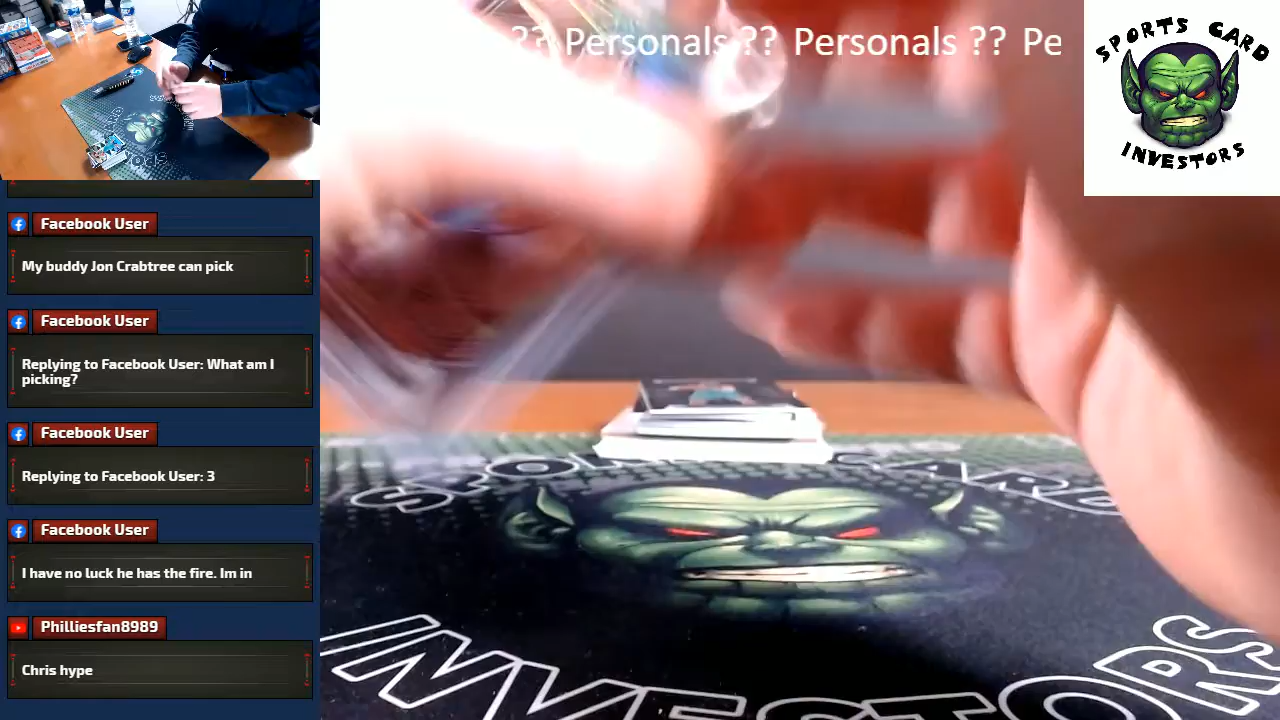 ?? Personals ?? Personals ?? Pe
SPORTS CARD
INVESTORS
Facebook User
My buddy Jon Crabtree can pick
Facebook User
Replying to Facebook User: What am I
picking?
Facebook User
Replying to Facebook User: 3
Facebook User
I have no luck he has the fire. Im in
Philliesfan8989
Chris hype
SPORTS CARD
INVESTORS